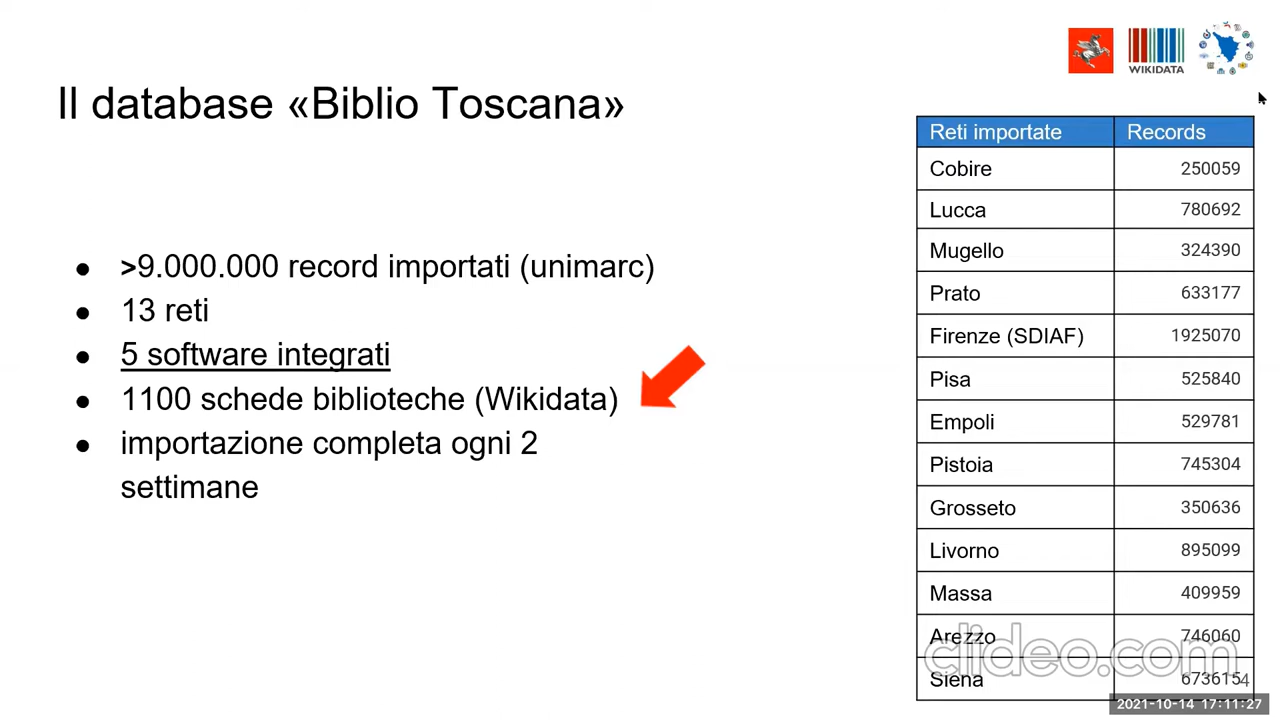 WIKIDATA
Il database «Biblio Toscana»
>9.000.000 record importati (unimarc)
13 reti
5 software integrati
1100 schede biblioteche (Wikidata)
importazione completa ogni 2
settimane
Reti importate Records
Cobire 250059
Lucca 780692
Mugello 324390
Prato 633177
Firenze (SDIAF) 1925070
Pisa 525840
Empoli 529781
Pistoia 745304
Grosseto 350636
Livorno 895099
Massa 409959
Arezzo 746060
Siena 673615
4
clideo.com
2021-10-14 17:11:27